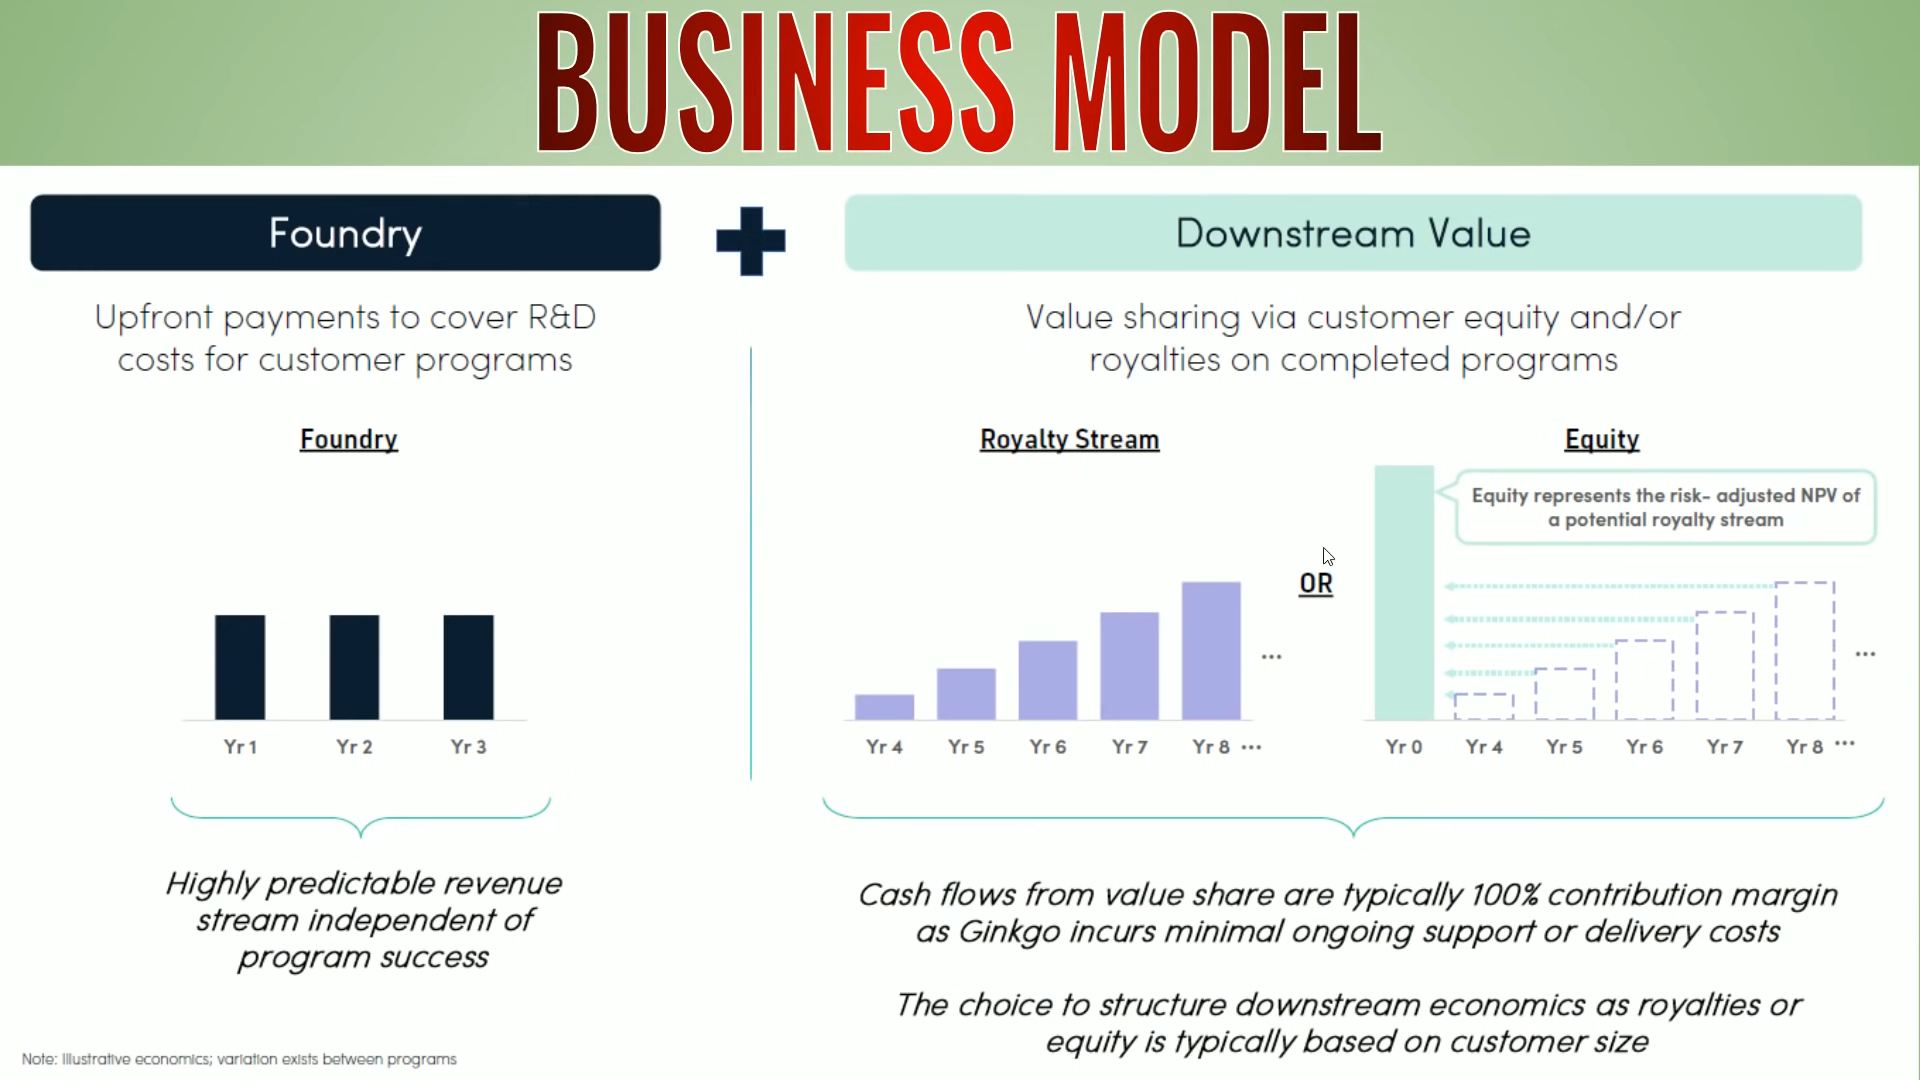 BUSINESS MODEL
Foundry
Upfront payments to cover R&D
costs for customer programs
Foundry
Yr 1 Yr 2 Yr 3
Highly predictable revenue
stream independent of
program success
Note: Illustrative economics; variation exists between programs
Downstream Value
Value sharing via customer equity and/or
royalties on completed programs
Royalty Stream
...
Yr 4 Yr 5 Yr 6 Yr 7 Yr 8 ...
OR
Equity
Equity represents the risk- adjusted NPV of
a potential royalty stream
...
Yr 0 Yr 4 Yr 5 Yr 6 Yr 7 Yr 8 ...
Cash flows from value share are typically 100% contribution margin
as Ginkgo incurs minimal ongoing support or delivery costs
The choice to structure downstream economics as royalties or
equity is typically based on customer size